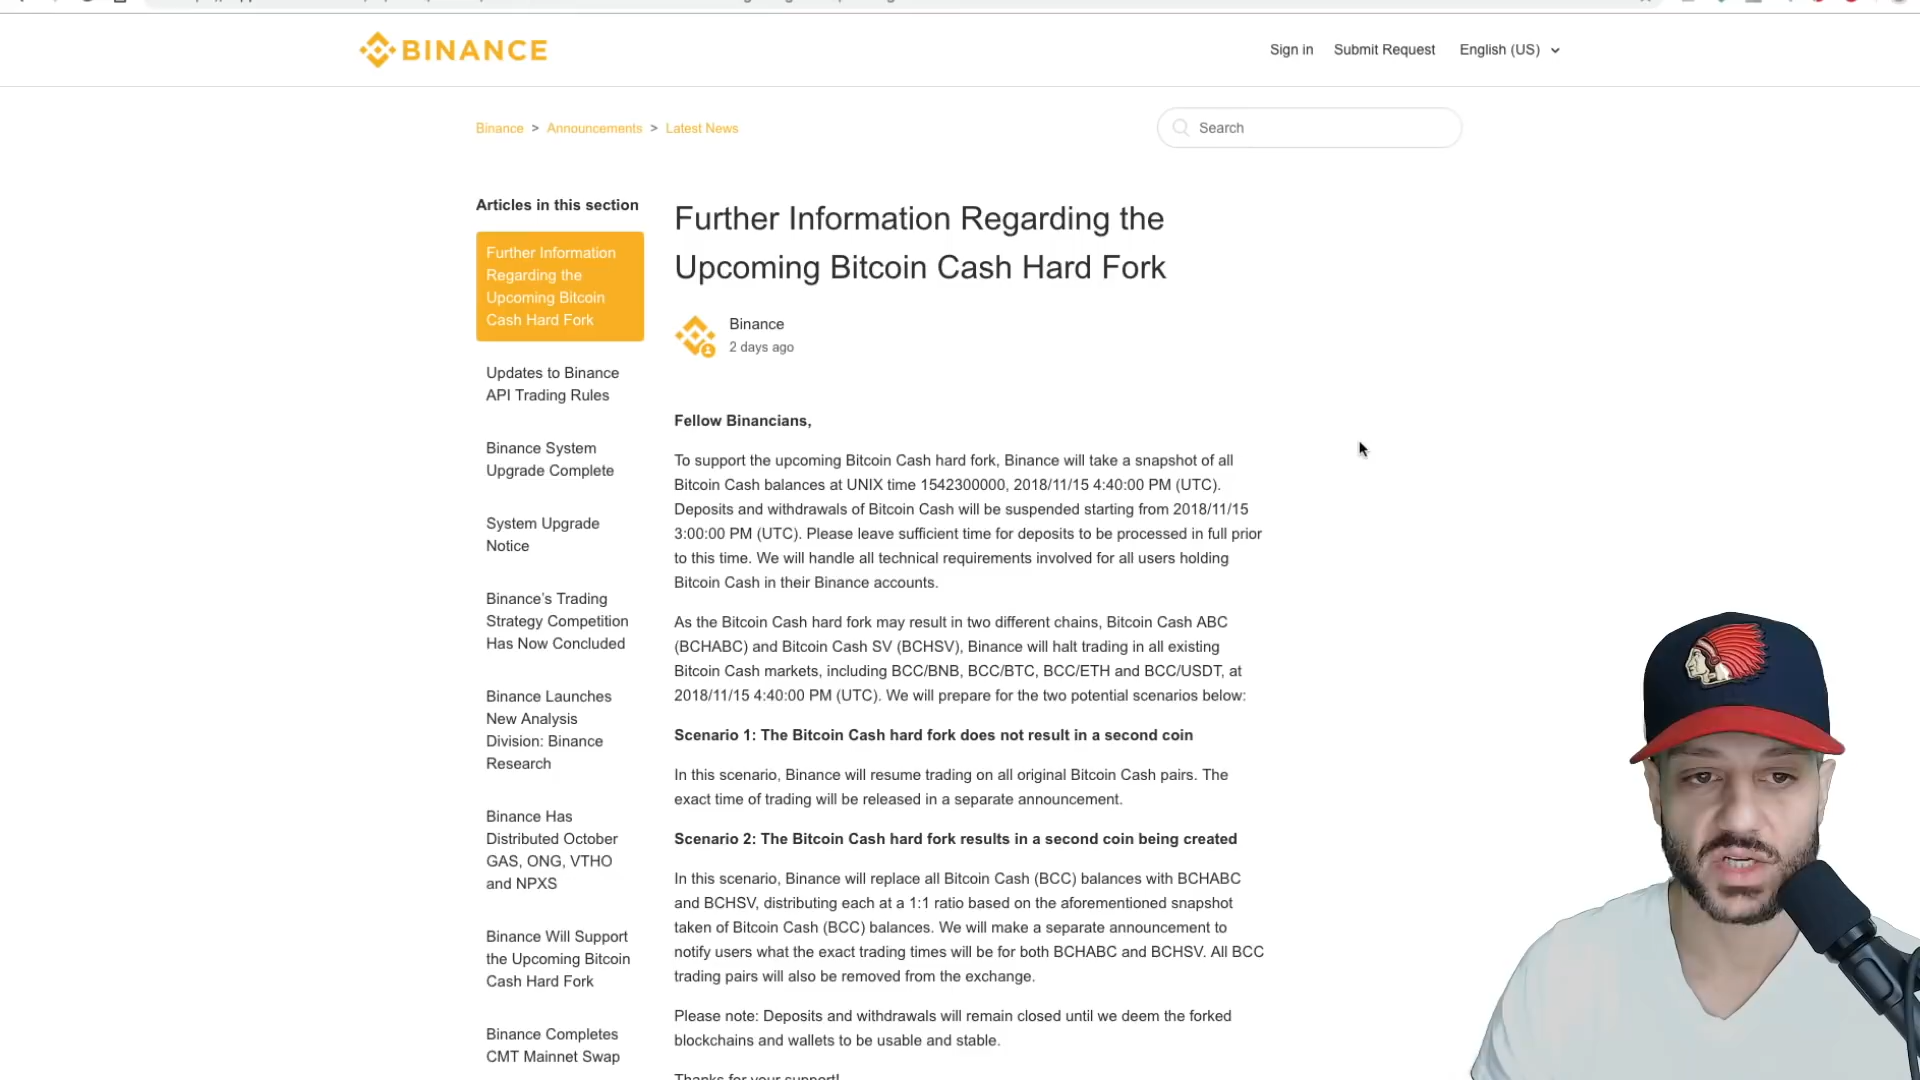 BINANCE
Sign in
Submit Request
English (US)
Binance > Announcements > Latest News
Search
Articles in this section
Further Information
Regarding the
Upcoming Bitcoin
Cash Hard Fork
Updates to Binance
API Trading Rules
Binance System
Upgrade Complete
System Upgrade
Notice
Binance’s Trading
Strategy Competition
Has Now Concluded
Binance Launches
New Analysis
Division: Binance
Research
Binance Has
Distributed October
GAS, ONG, VTHO
and NPXS
Binance Will Support
the Upcoming Bitcoin
Cash Hard Fork
Binance Completes
CMT Mainnet Swap
Further Information Regarding the
Upcoming Bitcoin Cash Hard Fork
Binance
2 days ago
Fellow Binancians,
To support the upcoming Bitcoin Cash hard fork, Binance will take a snapshot of all
Bitcoin Cash balances at UNIX time 1542300000, 2018/11/15 4:40:00 PM (UTC).
Deposits and withdrawals of Bitcoin Cash will be suspended starting from 2018/11/15
3:00:00 PM (UTC). Please leave sufficient time for deposits to be processed in full prior
to this time. We will handle all technical requirements involved for all users holding
Bitcoin Cash in their Binance accounts.
As the Bitcoin Cash hard fork may result in two different chains, Bitcoin Cash ABC
(BCHABC) and Bitcoin Cash SV (BCHSV), Binance will halt trading in all existing
Bitcoin Cash markets, including BCC/BNB, BCC/BTC, BCC/ETH and BCC/USDT, at
2018/11/15 4:40:00 PM (UTC). We will prepare for the two potential scenarios below:
Scenario 1: The Bitcoin Cash hard fork does not result in a second coin
In this scenario, Binance will resume trading on all original Bitcoin Cash pairs. The
exact time of trading will be released in a separate announcement.
Scenario 2: The Bitcoin Cash hard fork results in a second coin being created
In this scenario, Binance will replace all Bitcoin Cash (BCC) balances with BCHABC
and BCHSV, distributing each at a 1:1 ratio based on the aforementioned snapshot
taken of Bitcoin Cash (BCC) balances. We will make a separate announcement to
notify users what the exact trading times will be for both BCHABC and BCHSV. All BCC
trading pairs will also be removed from the exchange.
Please note: Deposits and withdrawals will remain closed until we deem the forked
blockchains and wallets to be usable and stable.
Thanks for your support!